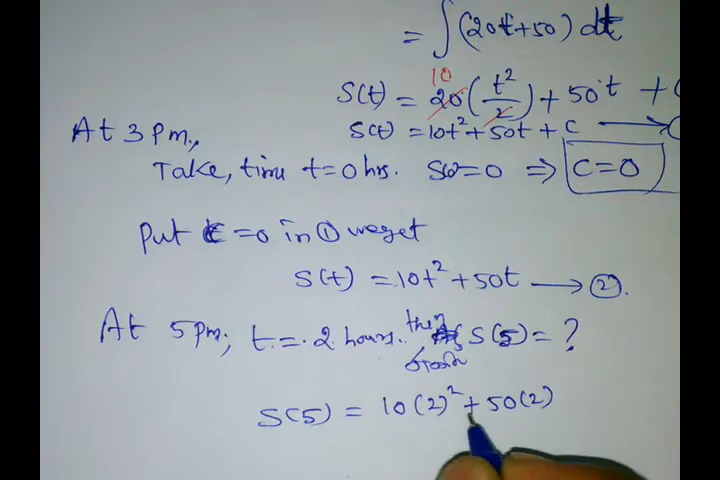 = ∫(20t+50) dt
10
S(t) = 20(t²/2) + 50t +
S(t) = 10t² + 50t + C →
At 3 pm.,
Take, time t=0 hrs. S(0)=0 ⇒ C=0
Put C=0 in ① we get
S(t) = 10t² + 50t → ②.
At 5 pm; t = 2 hours. then S(5) = ?
S(5) = 10(2)² + 50(2)